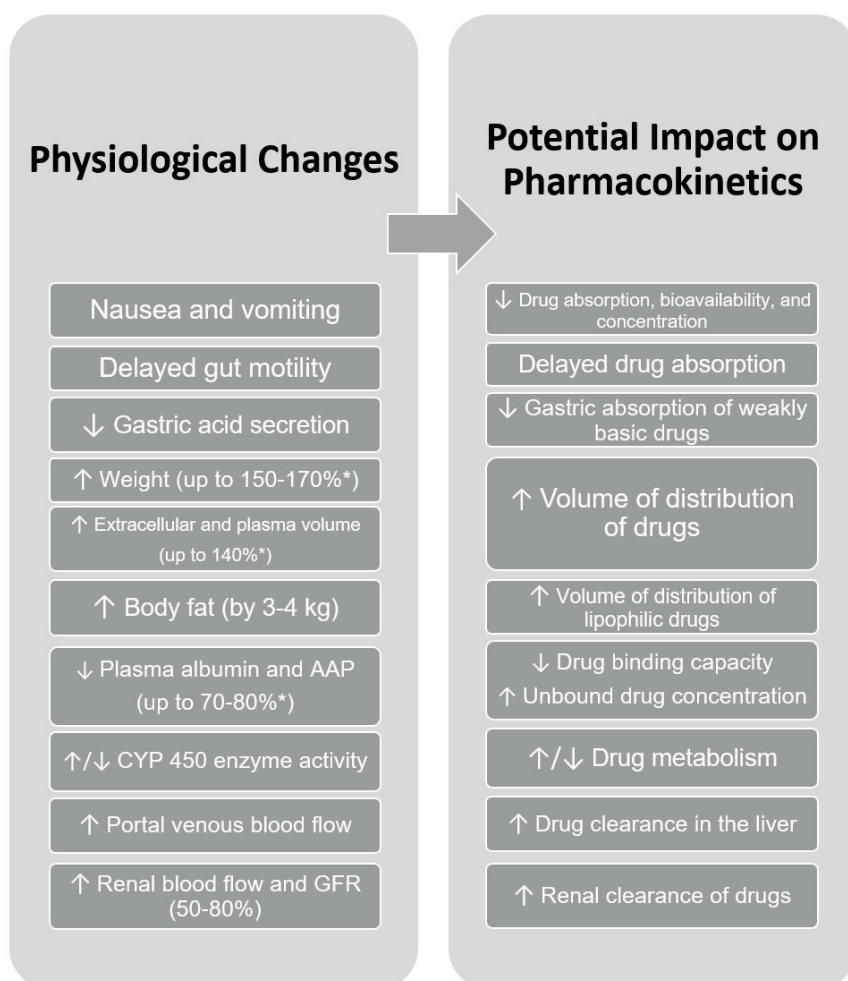 Physiological Changes
Nausea and vomiting
Delayed gut motility
↓ Gastric acid secretion
↑ Weight (up to 150-170%*)
↑ Extracellular and plasma volume
(up to 140%*)
↑ Body fat (by 3-4 kg)
↓ Plasma albumin and AAP
(up to 70-80%*)
↑/↓ CYP 450 enzyme activity
↑ Portal venous blood flow
↑ Renal blood flow and GFR
(50-80%)
Potential Impact on
Pharmacokinetics
↓ Drug absorption, bioavailability, and
concentration
Delayed drug absorption
↓ Gastric absorption of weakly
basic drugs
↑ Volume of distribution
of drugs
↑ Volume of distribution of
lipophilic drugs
↓ Drug binding capacity
↑ Unbound drug concentration
↑/↓ Drug metabolism
↑ Drug clearance in the liver
↑ Renal clearance of drugs